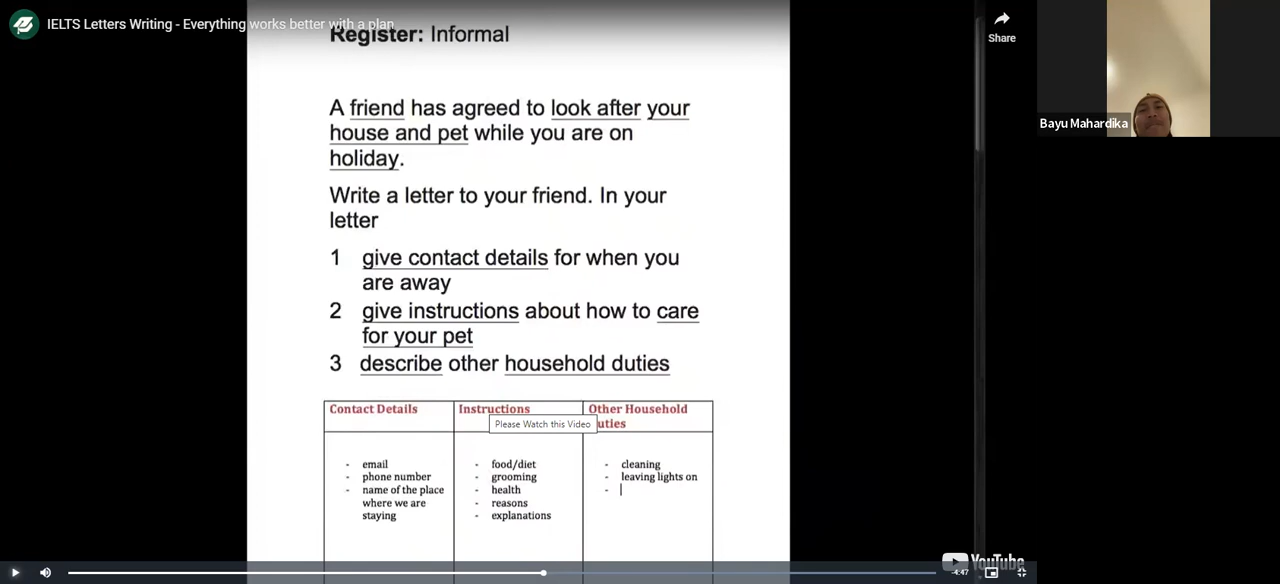 IELTS Letters Writing - Everything works better with a plan
Share
Bayu Mahardika
Register: Informal
A friend has agreed to look after your
house and pet while you are on
holiday.
Write a letter to your friend. In your
letter
1 give contact details for when you
are away
2 give instructions about how to care
for your pet
3 describe other household duties
Contact Details
- email
- phone number
- name of the place
where we are
staying
Instructions
Please Watch this Video
- food/diet
- grooming
- health
- reasons
- explanations
Other Household
uties
- cleaning
- leaving lights on
-
YouTube
-4:47